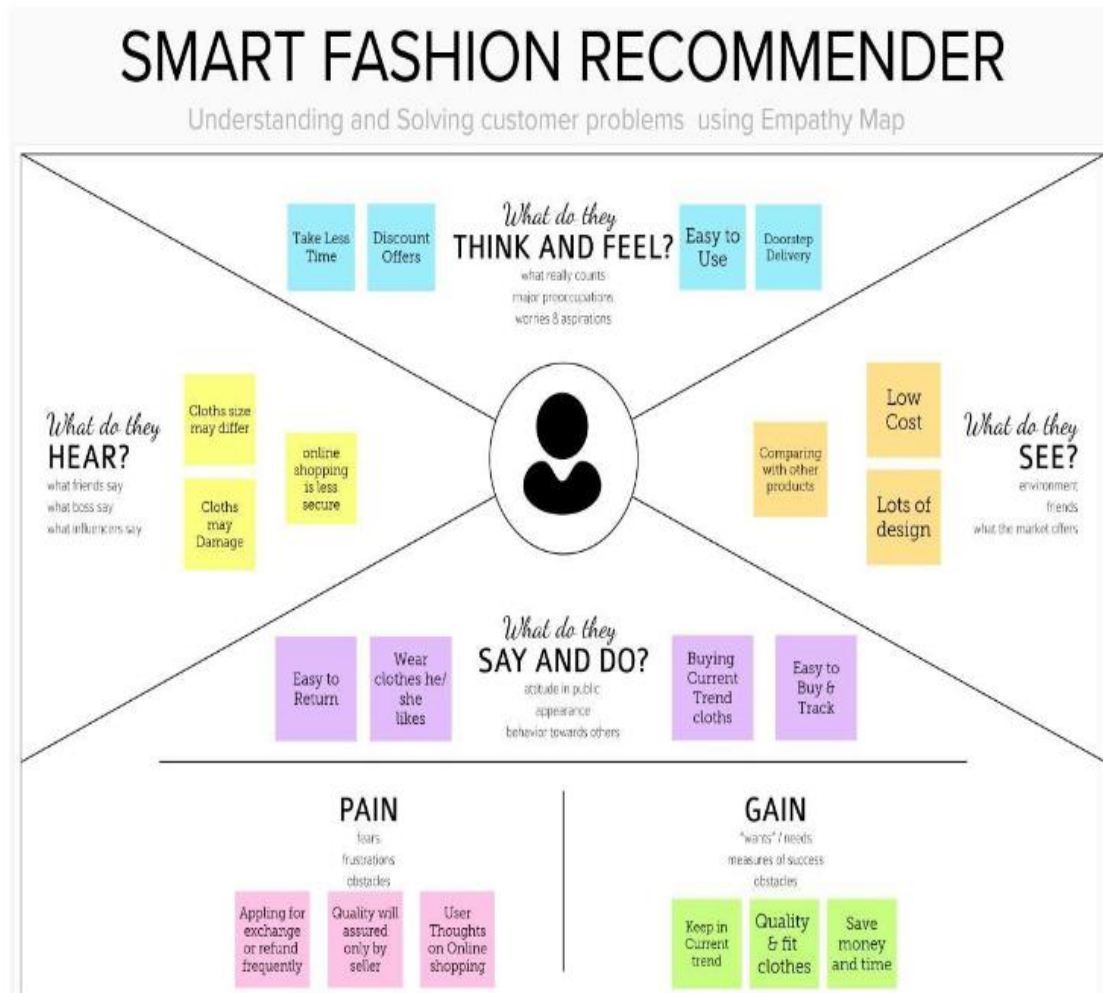 SMART FASHION RECOMMENDER
Understanding and Solving customer problems using Empathy Map
Take Less
Time
Discount
Offers
What do they
THINK AND FEEL?
what really counts
major preoccupations
worries & aspirations
Easy to
Use
Doorstep
Delivery
What do they
HEAR?
what friends say
what boss say
what influencers say
Cloths size
may differ
Cloths
may
Damage
online
shopping
is less
secure
Comparing
with other
products
Low
Cost
Lots of
design
What do they
SEE?
environment
friends
what the market offers
Easy to
Return
Wear
clothes he/
she
likes
What do they
SAY AND DO?
attitude in public
appearance
behavior towards others
Buying
Current
Trend
cloths
Easy to
Buy &
Track
PAIN
fears
frustrations
obstacles
Appling for
exchange
or refund
frequently
Quality will
assured
only by
seller
User
Thoughts
on Online
shopping
GAIN
"wants" / needs
measures of success
obstacles
Keep in
Current
trend
Quality
& fit
clothes
Save
money
and time